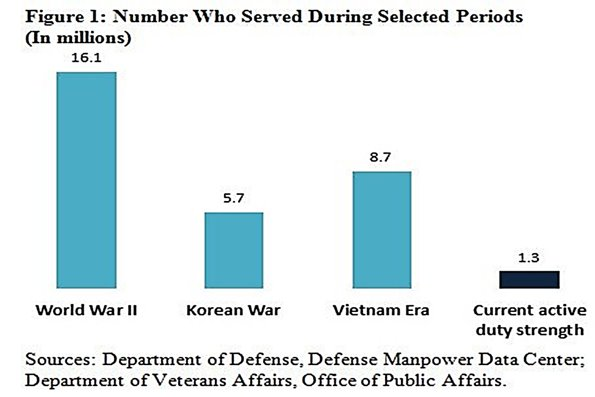 Figure 1: Number Who Served During Selected Periods
(In millions)
16.1
8.7
5.7
1.3
World War II Korean War Vietnam Era Current active
duty strength
Sources: Department of Defense, Defense Manpower Data Center;
Department of Veterans Affairs, Office of Public Affairs.